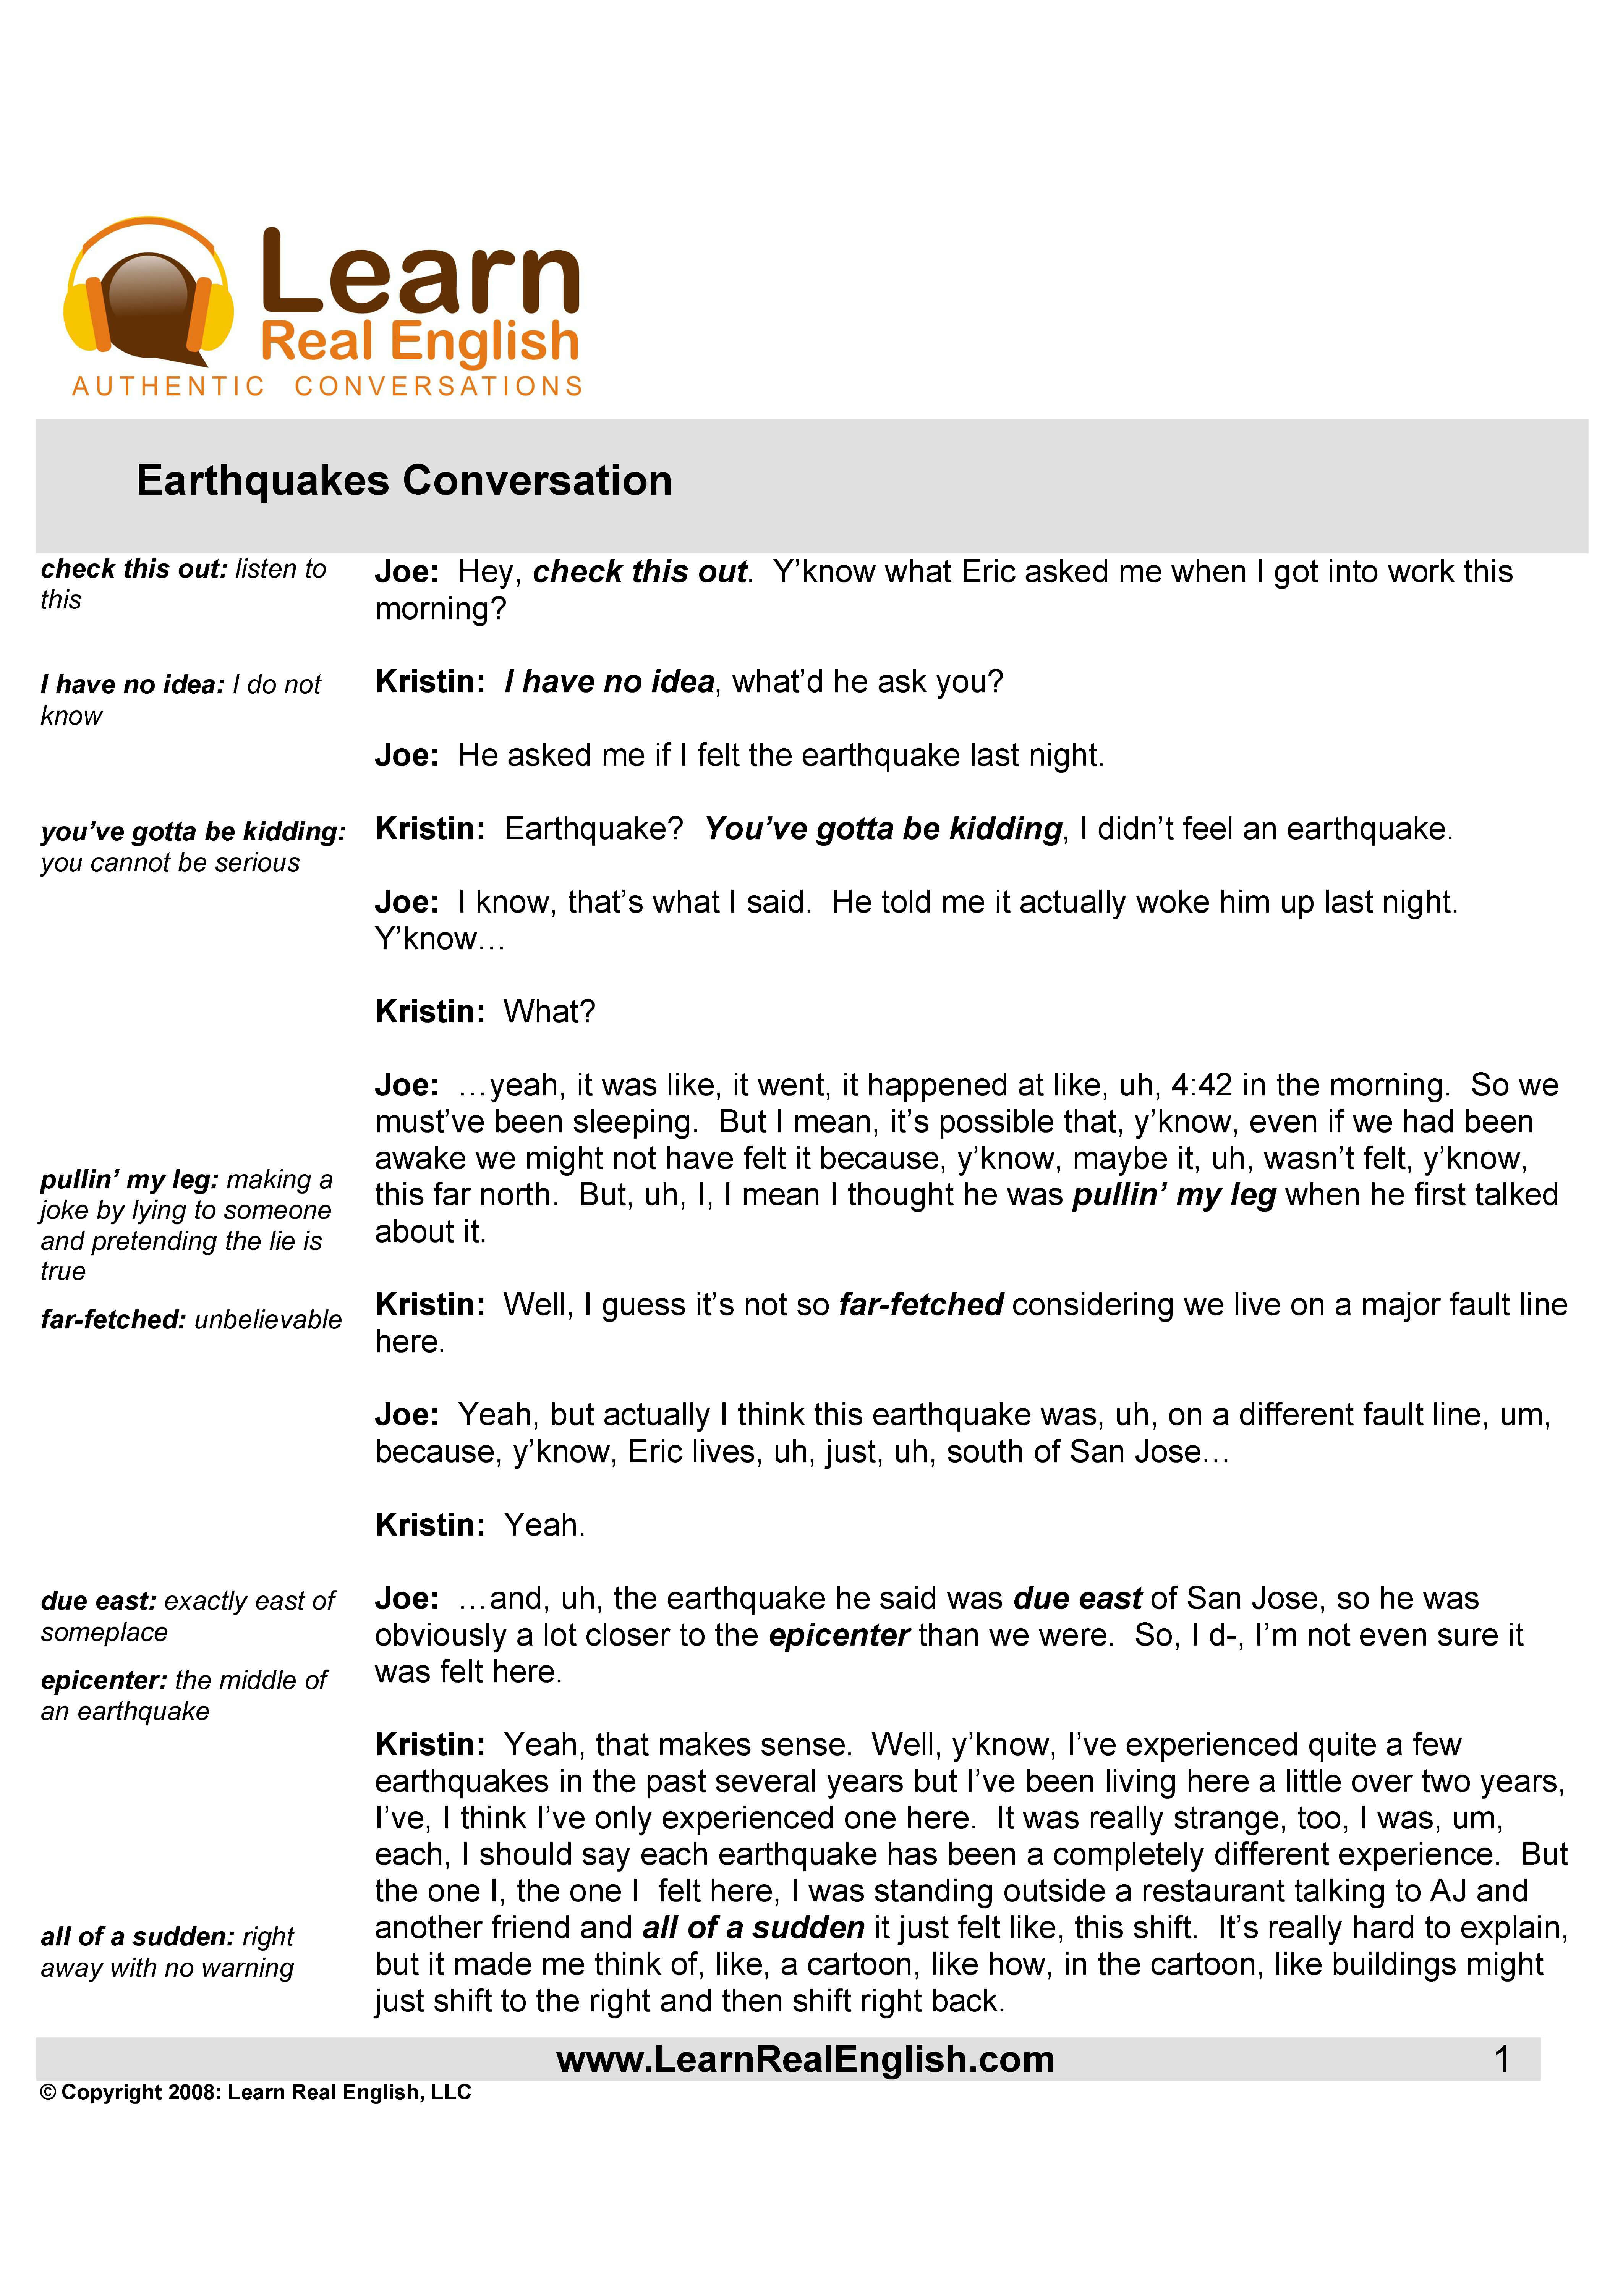 Learn
Real English
AUTHENTIC CONVERSATIONS
Earthquakes Conversation
check this out: listen to
this
Joe:  Hey, check this out.  Y’know what Eric asked me when I got into work this
morning?
I have no idea: I do not
know
Kristin:  I have no idea, what’d he ask you?
Joe:  He asked me if I felt the earthquake last night.
you’ve gotta be kidding:
you cannot be serious
Kristin:  Earthquake?  You’ve gotta be kidding, I didn’t feel an earthquake.
Joe:  I know, that’s what I said.  He told me it actually woke him up last night.
Y’know…
Kristin:  What?
Joe:  …yeah, it was like, it went, it happened at like, uh, 4:42 in the morning.  So we
must’ve been sleeping.  But I mean, it’s possible that, y’know, even if we had been
awake we might not have felt it because, y’know, maybe it, uh, wasn’t felt, y’know,
this far north.  But, uh, I, I mean I thought he was pullin’ my leg when he first talked
about it.
pullin’ my leg: making a
joke by lying to someone
and pretending the lie is
true
far-fetched: unbelievable
Kristin:  Well, I guess it’s not so far-fetched considering we live on a major fault line
here.
Joe:  Yeah, but actually I think this earthquake was, uh, on a different fault line, um,
because, y’know, Eric lives, uh, just, uh, south of San Jose…
Kristin:  Yeah.
due east: exactly east of
someplace
epicenter: the middle of
an earthquake
Joe:  …and, uh, the earthquake he said was due east of San Jose, so he was
obviously a lot closer to the epicenter than we were.  So, I d-, I’m not even sure it
was felt here.
Kristin:  Yeah, that makes sense.  Well, y’know, I’ve experienced quite a few
earthquakes in the past several years but I’ve been living here a little over two years,
I’ve, I think I’ve only experienced one here.  It was really strange, too, I was, um,
each, I should say each earthquake has been a completely different experience.  But
the one I, the one I  felt here, I was standing outside a restaurant talking to AJ and
another friend and all of a sudden it just felt like, this shift.  It’s really hard to explain,
but it made me think of, like, a cartoon, like how, in the cartoon, like buildings might
just shift to the right and then shift right back.
all of a sudden: right
away with no warning
www.LearnRealEnglish.com 1
© Copyright 2008: Learn Real English, LLC